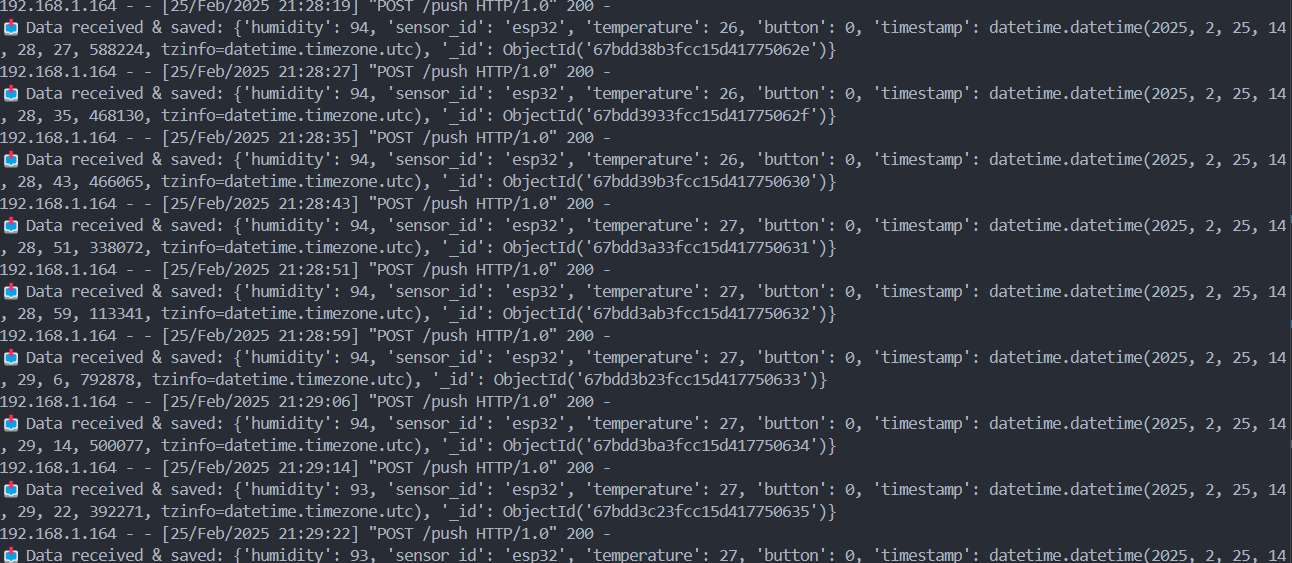 192.168.1.164 - - [25/Feb/2025 21:28:19] "POST /push HTTP/1.0" 200 -
📥 Data received & saved: {'humidity': 94, 'sensor_id': 'esp32', 'temperature': 26, 'button': 0, 'timestamp': datetime.datetime(2025, 2, 25, 14
, 28, 27, 588224, tzinfo=datetime.timezone.utc), '_id': ObjectId('67bdd38b3fcc15d41775062e')}
192.168.1.164 - - [25/Feb/2025 21:28:27] "POST /push HTTP/1.0" 200 -
📥 Data received & saved: {'humidity': 94, 'sensor_id': 'esp32', 'temperature': 26, 'button': 0, 'timestamp': datetime.datetime(2025, 2, 25, 14
, 28, 35, 468130, tzinfo=datetime.timezone.utc), '_id': ObjectId('67bdd3933fcc15d41775062f')}
192.168.1.164 - - [25/Feb/2025 21:28:35] "POST /push HTTP/1.0" 200 -
📥 Data received & saved: {'humidity': 94, 'sensor_id': 'esp32', 'temperature': 26, 'button': 0, 'timestamp': datetime.datetime(2025, 2, 25, 14
, 28, 43, 466065, tzinfo=datetime.timezone.utc), '_id': ObjectId('67bdd39b3fcc15d417750630')}
192.168.1.164 - - [25/Feb/2025 21:28:43] "POST /push HTTP/1.0" 200 -
📥 Data received & saved: {'humidity': 94, 'sensor_id': 'esp32', 'temperature': 27, 'button': 0, 'timestamp': datetime.datetime(2025, 2, 25, 14
, 28, 51, 338072, tzinfo=datetime.timezone.utc), '_id': ObjectId('67bdd3a33fcc15d417750631')}
192.168.1.164 - - [25/Feb/2025 21:28:51] "POST /push HTTP/1.0" 200 -
📥 Data received & saved: {'humidity': 94, 'sensor_id': 'esp32', 'temperature': 27, 'button': 0, 'timestamp': datetime.datetime(2025, 2, 25, 14
, 28, 59, 113341, tzinfo=datetime.timezone.utc), '_id': ObjectId('67bdd3ab3fcc15d417750632')}
192.168.1.164 - - [25/Feb/2025 21:28:59] "POST /push HTTP/1.0" 200 -
📥 Data received & saved: {'humidity': 94, 'sensor_id': 'esp32', 'temperature': 27, 'button': 0, 'timestamp': datetime.datetime(2025, 2, 25, 14
, 29, 6, 792878, tzinfo=datetime.timezone.utc), '_id': ObjectId('67bdd3b23fcc15d417750633')}
192.168.1.164 - - [25/Feb/2025 21:29:06] "POST /push HTTP/1.0" 200 -
📥 Data received & saved: {'humidity': 94, 'sensor_id': 'esp32', 'temperature': 27, 'button': 0, 'timestamp': datetime.datetime(2025, 2, 25, 14
, 29, 14, 500077, tzinfo=datetime.timezone.utc), '_id': ObjectId('67bdd3ba3fcc15d417750634')}
192.168.1.164 - - [25/Feb/2025 21:29:14] "POST /push HTTP/1.0" 200 -
📥 Data received & saved: {'humidity': 93, 'sensor_id': 'esp32', 'temperature': 27, 'button': 0, 'timestamp': datetime.datetime(2025, 2, 25, 14
, 29, 22, 392271, tzinfo=datetime.timezone.utc), '_id': ObjectId('67bdd3c23fcc15d417750635')}
192.168.1.164 - - [25/Feb/2025 21:29:22] "POST /push HTTP/1.0" 200 -
📥 Data received & saved: {'humidity': 93, 'sensor_id': 'esp32', 'temperature': 27, 'button': 0, 'timestamp': datetime.datetime(2025, 2, 25, 14